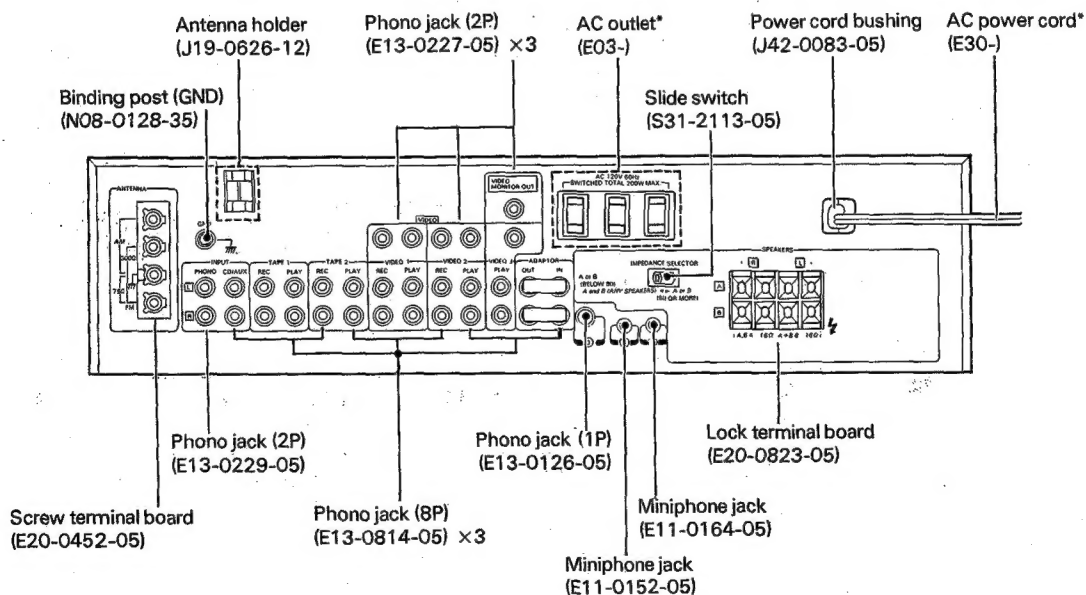 Antenna holder
(J19-0626-12)
Phono jack (2P)
(E13-0227-05) ×3
AC outlet*
(E03-)
Power cord bushing
(J42-0083-05)
AC power cord*
(E30-)
Binding post (GND)
(N08-0128-35)
Slide switch
(S31-2113-05)
AC 120V 60Hz
SWITCHED TOTAL 200W MAX.
VIDEO
MONITOR OUT
ANTENNA
AM
FM
VIDEO
SPEAKERS
IMPEDANCE SELECTOR
INPUT TAPE 1 TAPE 2 VIDEO 1 VIDEO 2 ADAPTOR
PHONO CD/AUX REC PLAY REC PLAY REC PLAY REC PLAY PLAY OUT IN
L
R
A or B
A and B
R
L
A
B
Phono jack (2P)
(E13-0229-05)
Phono jack (1P)
(E13-0126-05)
Lock terminal board
(E20-0823-05)
Screw terminal board
(E20-0452-05)
Phono jack (8P)
(E13-0814-05) ×3
Miniphone jack
(E11-0164-05)
Miniphone jack
(E11-0152-05)